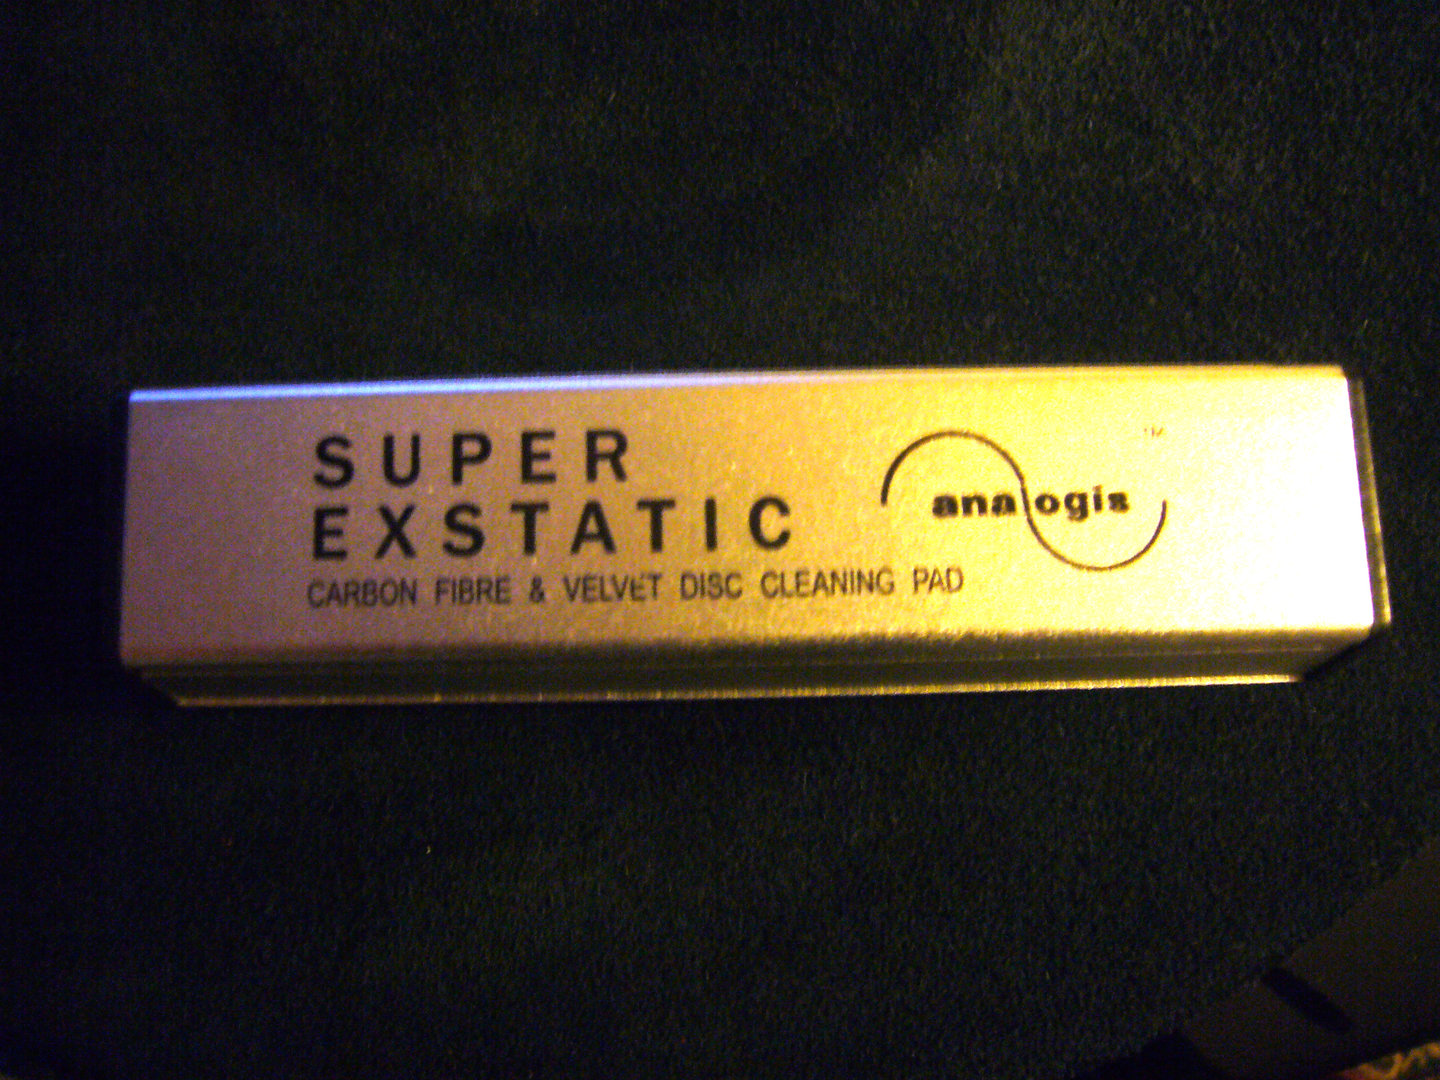 SUPER
EXSTATIC
CARBON FIBRE & VELVET DISC CLEANING PAD
analogis
TM